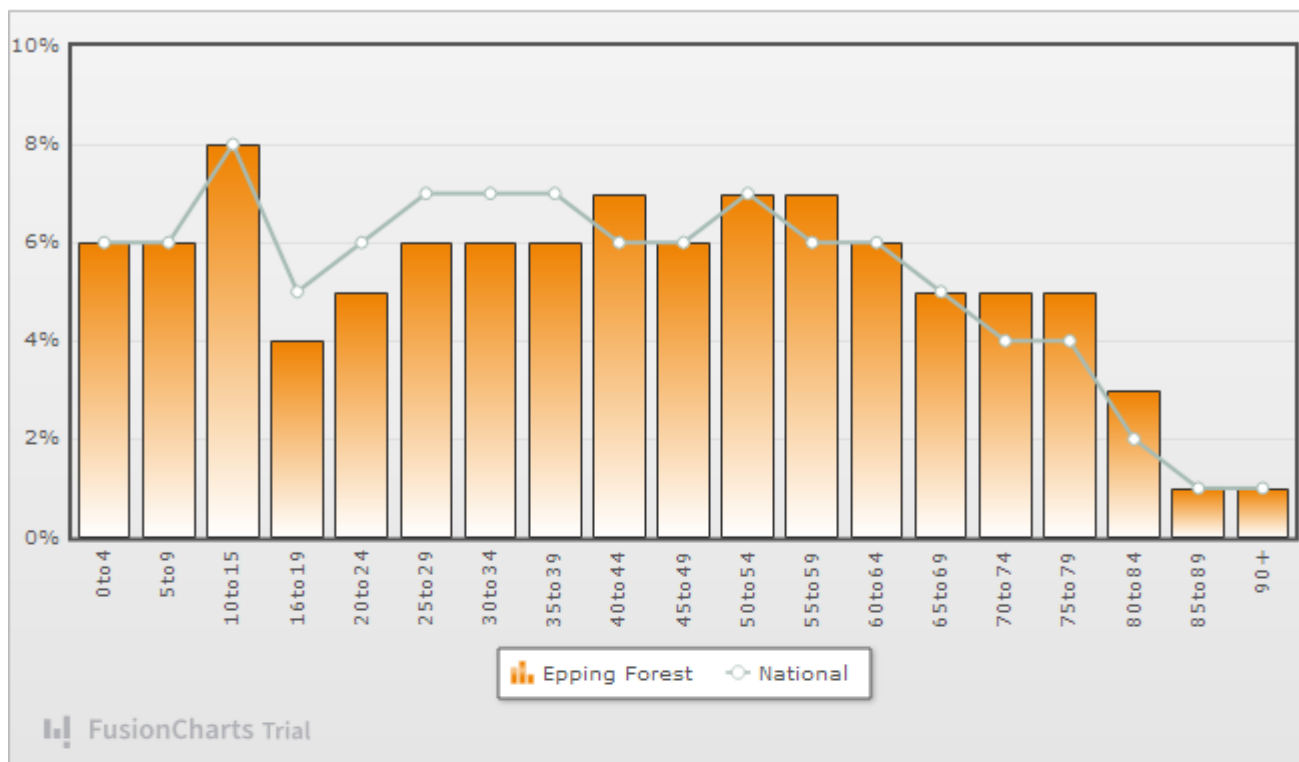 10%
8%
6%
4%
2%
0%
0to4
5to9
10to15
16to19
20to24
25to29
30to34
35to39
40to44
45to49
50to54
55to59
60to64
65to69
70to74
75to79
80to84
85to89
90+
Epping Forest National
FusionCharts Trial